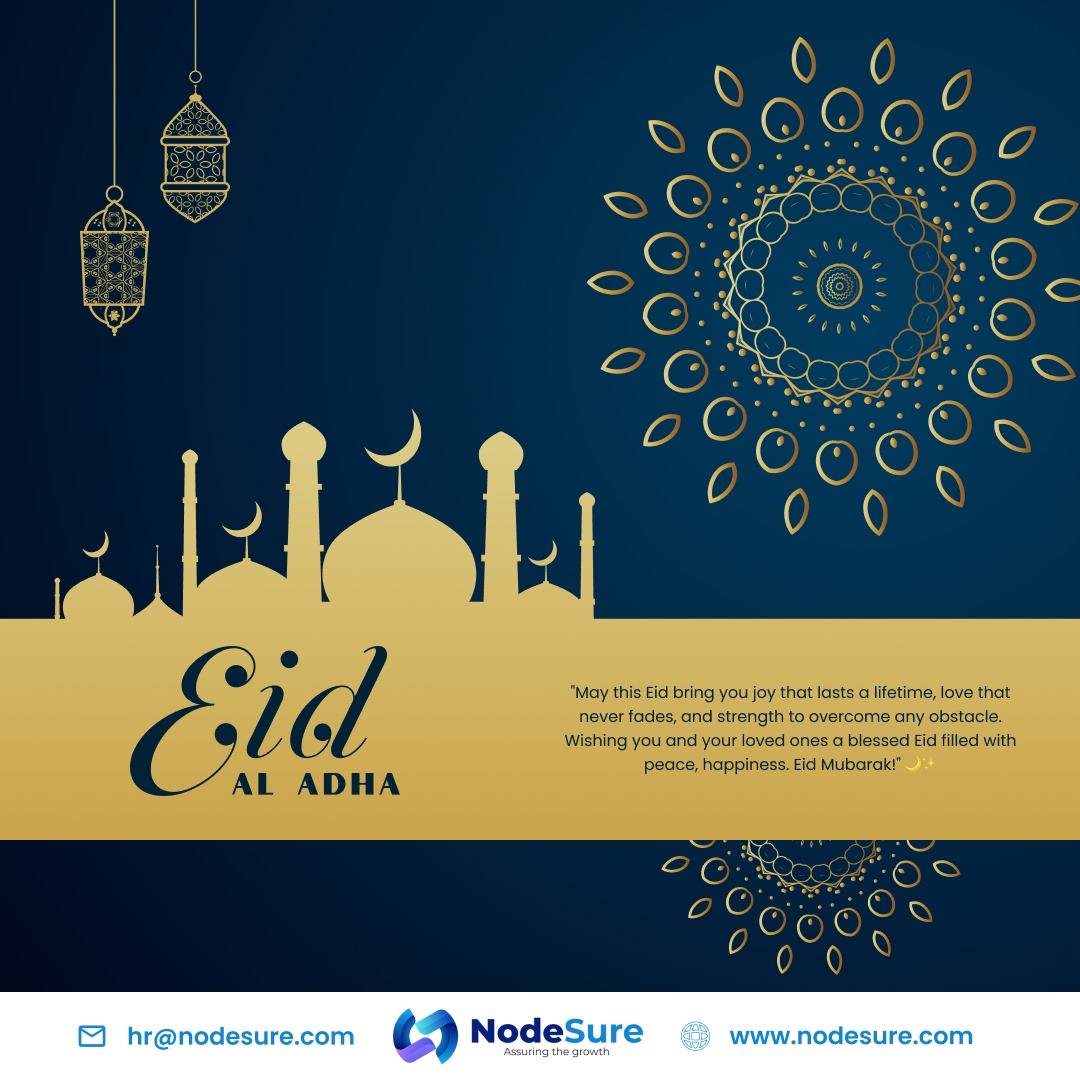 Eid
AL ADHA
"May this Eid bring you joy that lasts a lifetime, love that
never fades, and strength to overcome any obstacle.
Wishing you and your loved ones a blessed Eid filled with
peace, happiness. Eid Mubarak!" 🌙✨
hr@nodesure.com
NodeSure
Assuring the growth
www.nodesure.com